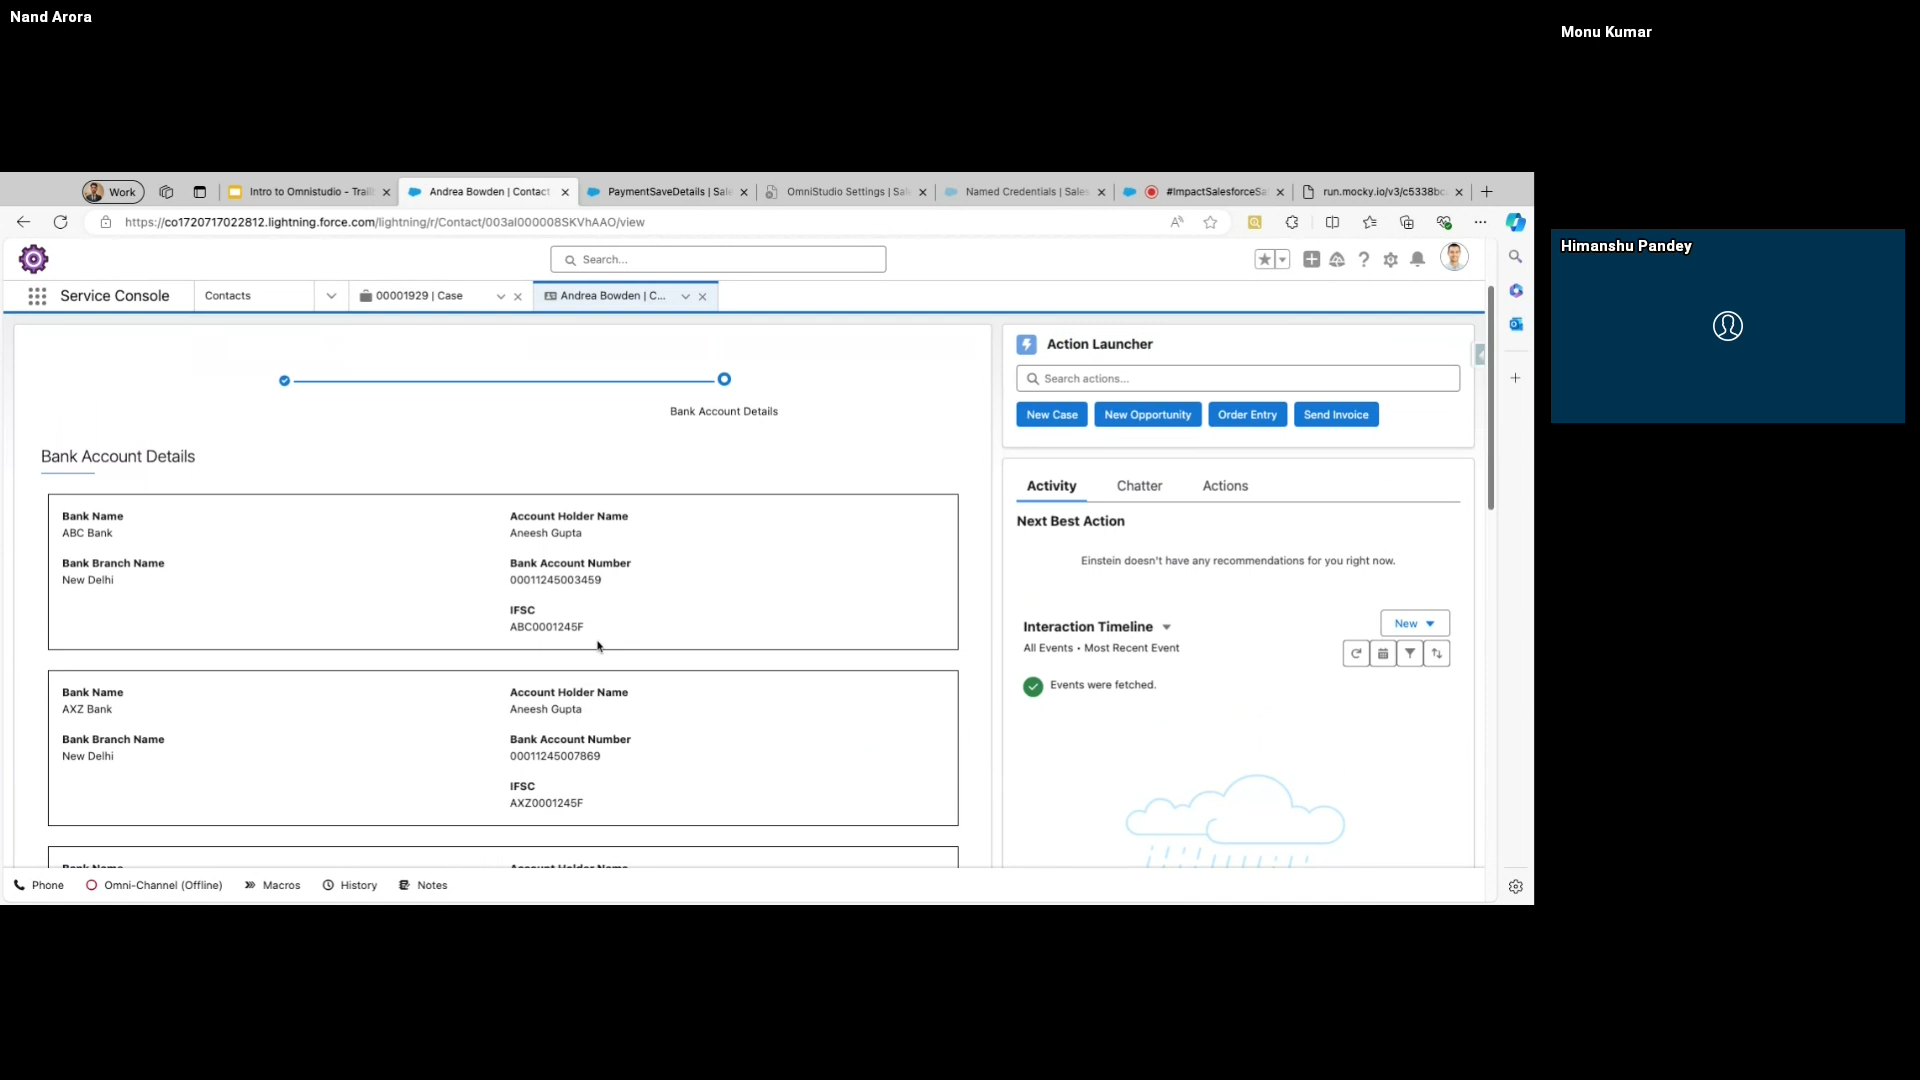 Nand Arora
Monu Kumar
Himanshu Pandey
Work
Intro to Omnistudio - Trail
Andrea Bowden | Contact
PaymentSaveDetails | Sale
OmniStudio Settings | Sal
Named Credentials | Sales
#ImpactSalesforceSa
run.mocky.io/v3/c5338bc
https://co1720717022812.lightning.force.com/lightning/r/Contact/003al000008SKVhAAO/view
Search...
Service Console
Contacts
00001929 | Case
Andrea Bowden | C...
Bank Account Details
Bank Account Details
Bank Name
ABC Bank
Account Holder Name
Aneesh Gupta
Bank Branch Name
New Delhi
Bank Account Number
00011245003459
IFSC
ABC0001245F
Bank Name
AXZ Bank
Account Holder Name
Aneesh Gupta
Bank Branch Name
New Delhi
Bank Account Number
00011245007869
IFSC
AXZ0001245F
Bank Name
Account Holder Name
Action Launcher
Search actions...
New Case
New Opportunity
Order Entry
Send Invoice
Activity
Chatter
Actions
Next Best Action
Einstein doesn't have any recommendations for you right now.
Interaction Timeline
New
All Events • Most Recent Event
Events were fetched.
Phone
Omni-Channel (Offline)
Macros
History
Notes